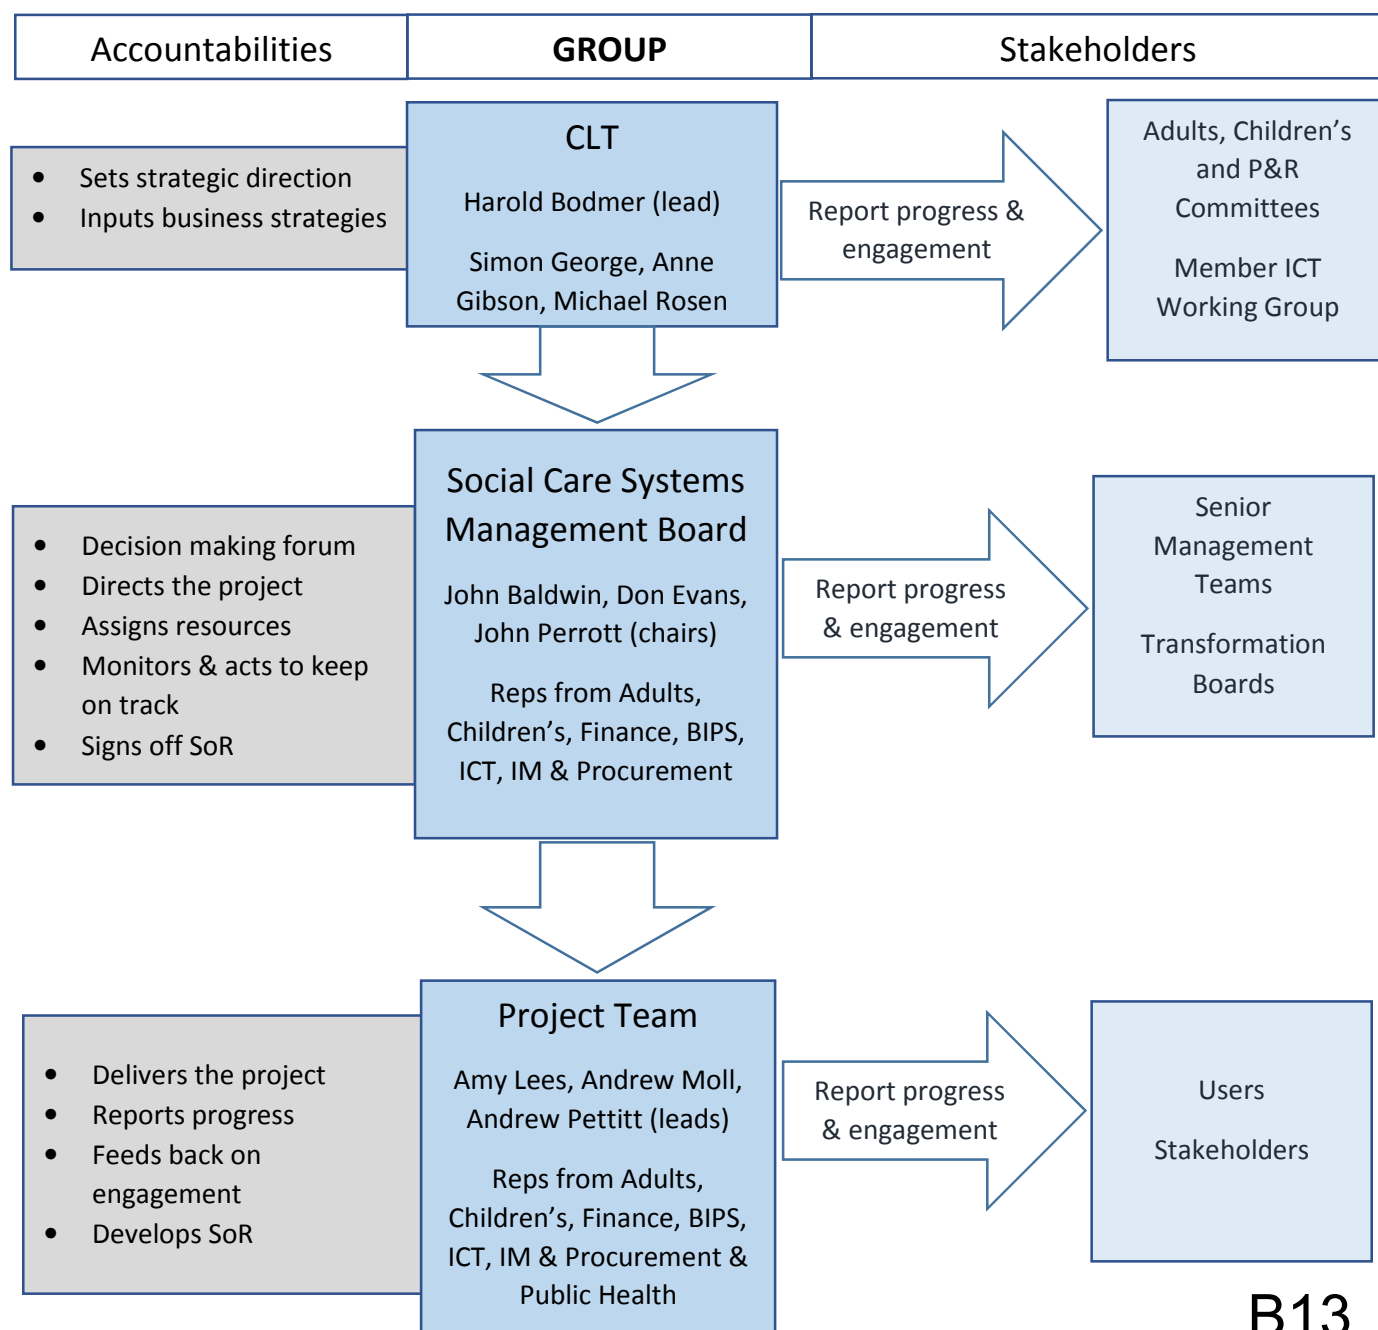 Accountabilities
GROUP
Stakeholders
• Sets strategic direction
• Inputs business strategies
CLT
Harold Bodmer (lead)
Simon George, Anne
Gibson, Michael Rosen
Report progress &
engagement
Adults, Children’s
and P&R
Committees
Member ICT
Working Group
• Decision making forum
• Directs the project
• Assigns resources
• Monitors & acts to keep
on track
• Signs off SoR
Social Care Systems
Management Board
John Baldwin, Don Evans,
John Perrott (chairs)
Reps from Adults,
Children’s, Finance, BIPS,
ICT, IM & Procurement
Report progress
& engagement
Senior
Management
Teams
Transformation
Boards
• Delivers the project
• Reports progress
• Feeds back on
engagement
• Develops SoR
Project Team
Amy Lees, Andrew Moll,
Andrew Pettitt (leads)
Reps from Adults,
Children’s, Finance, BIPS,
ICT, IM & Procurement &
Public Health
Report progress
& engagement
Users
Stakeholders
B13